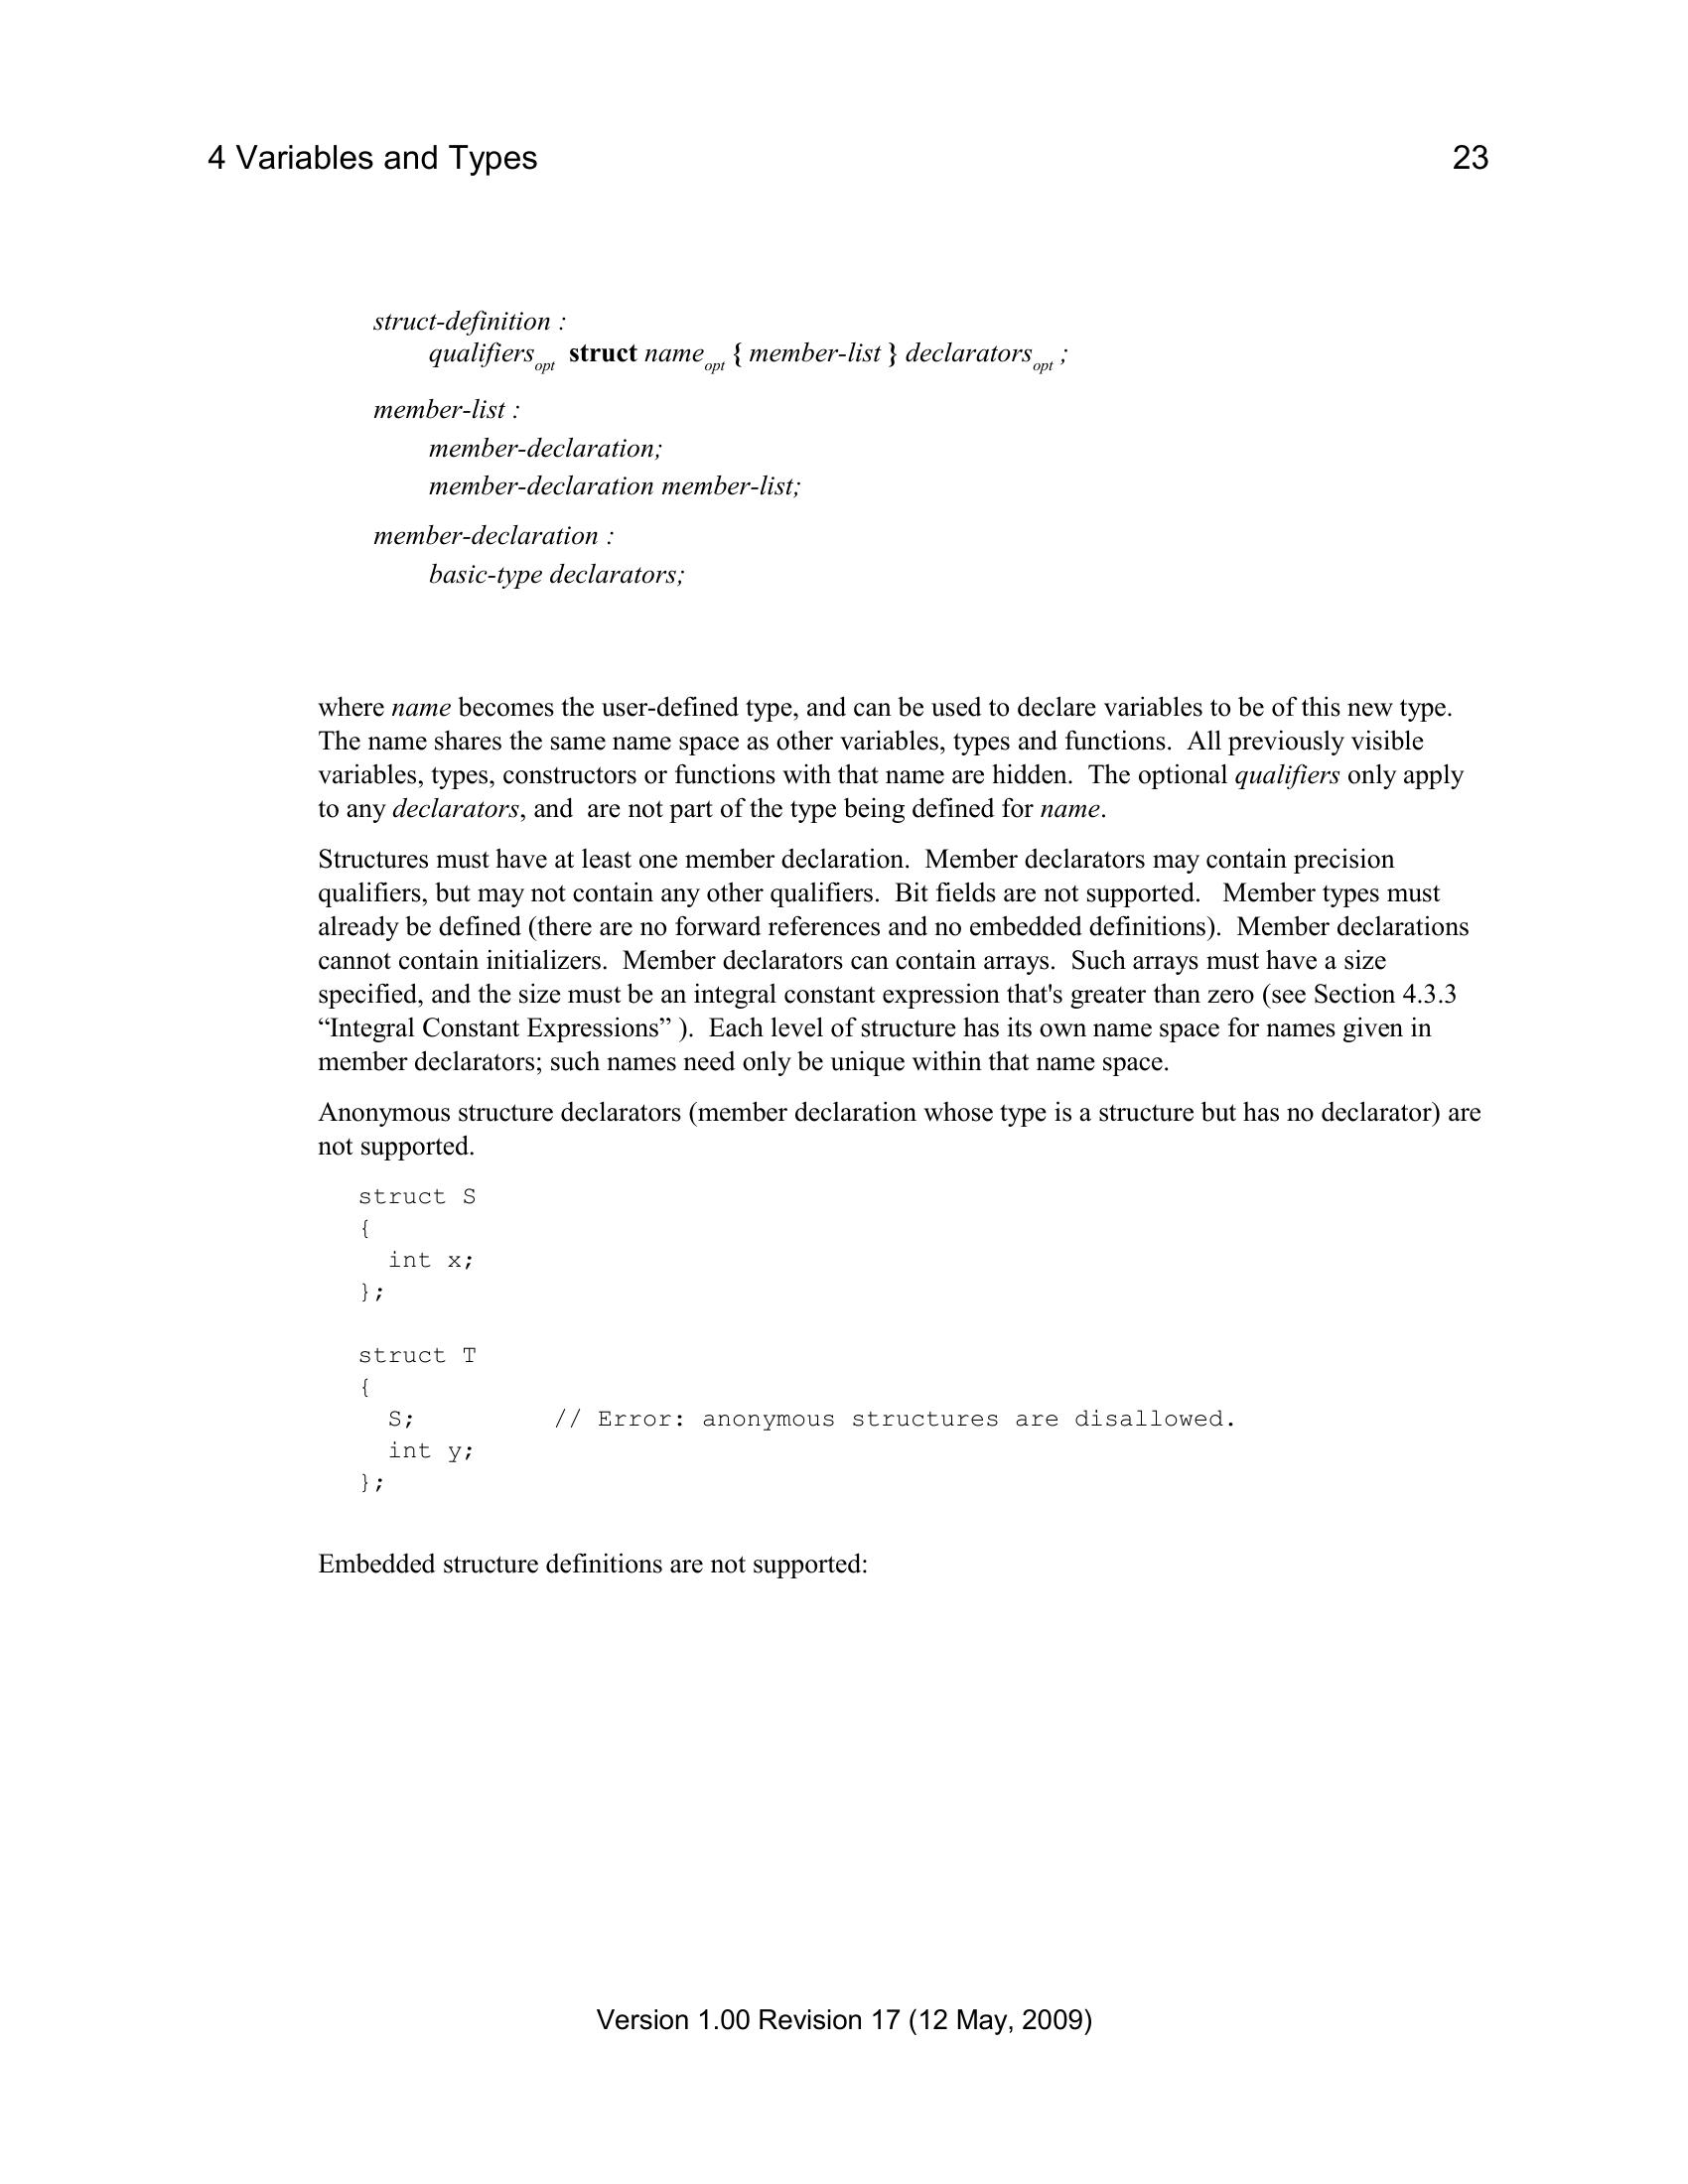 4 Variables and Types 23
struct-definition :
qualifiersopt struct nameopt { member-list } declaratorsopt ;
member-list :
member-declaration;
member-declaration member-list;
member-declaration :
basic-type declarators;
where name becomes the user-defined type, and can be used to declare variables to be of this new type.
The name shares the same name space as other variables, types and functions.  All previously visible
variables, types, constructors or functions with that name are hidden.  The optional qualifiers only apply
to any declarators, and  are not part of the type being defined for name.
Structures must have at least one member declaration.  Member declarators may contain precision
qualifiers, but may not contain any other qualifiers.  Bit fields are not supported.   Member types must
already be defined (there are no forward references and no embedded definitions).  Member declarations
cannot contain initializers.  Member declarators can contain arrays.  Such arrays must have a size
specified, and the size must be an integral constant expression that's greater than zero (see Section 4.3.3
“Integral Constant Expressions” ).  Each level of structure has its own name space for names given in
member declarators; such names need only be unique within that name space.
Anonymous structure declarators (member declaration whose type is a structure but has no declarator) are
not supported.
struct S
{
int x;
};
struct T
{
S; // Error: anonymous structures are disallowed.
int y;
};
Embedded structure definitions are not supported:
Version 1.00 Revision 17 (12 May, 2009)